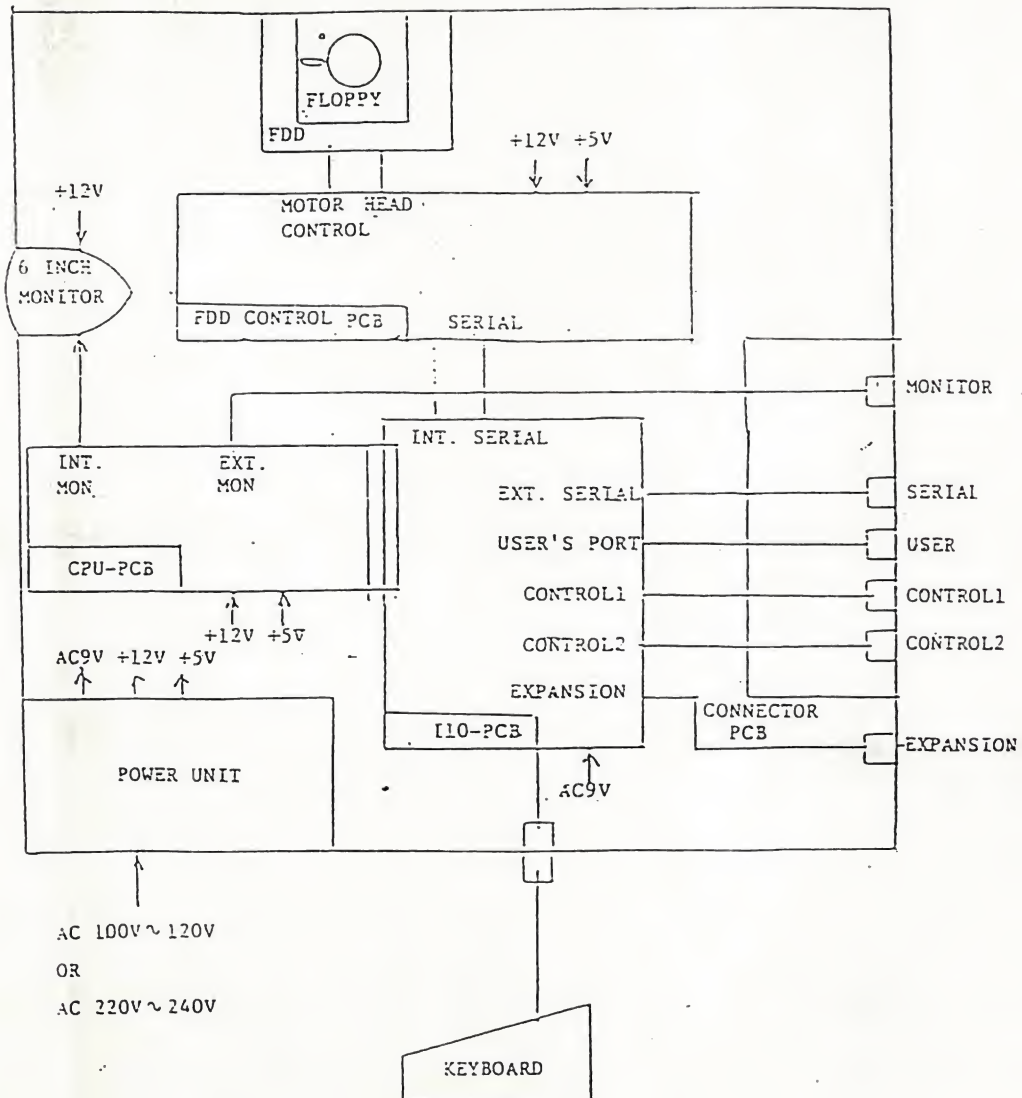 FLOPPY
FDD
+12V +5V
+12V
MOTOR HEAD
CONTROL
6 INCH
MONITOR
FDD CONTROL PCB
SERIAL
MONITOR
INT. SERIAL
INT.
MON
EXT.
MON
EXT. SERIAL
SERIAL
USER'S PORT
USER
CPU-PCB
CONTROL1
CONTROL1
+12V +5V
CONTROL2
CONTROL2
AC9V +12V +5V
EXPANSION
CONNECTOR
PCB
I10-PCB
EXPANSION
POWER UNIT
AC9V
AC 100V ~ 120V
OR
AC 220V ~ 240V
KEYBOARD